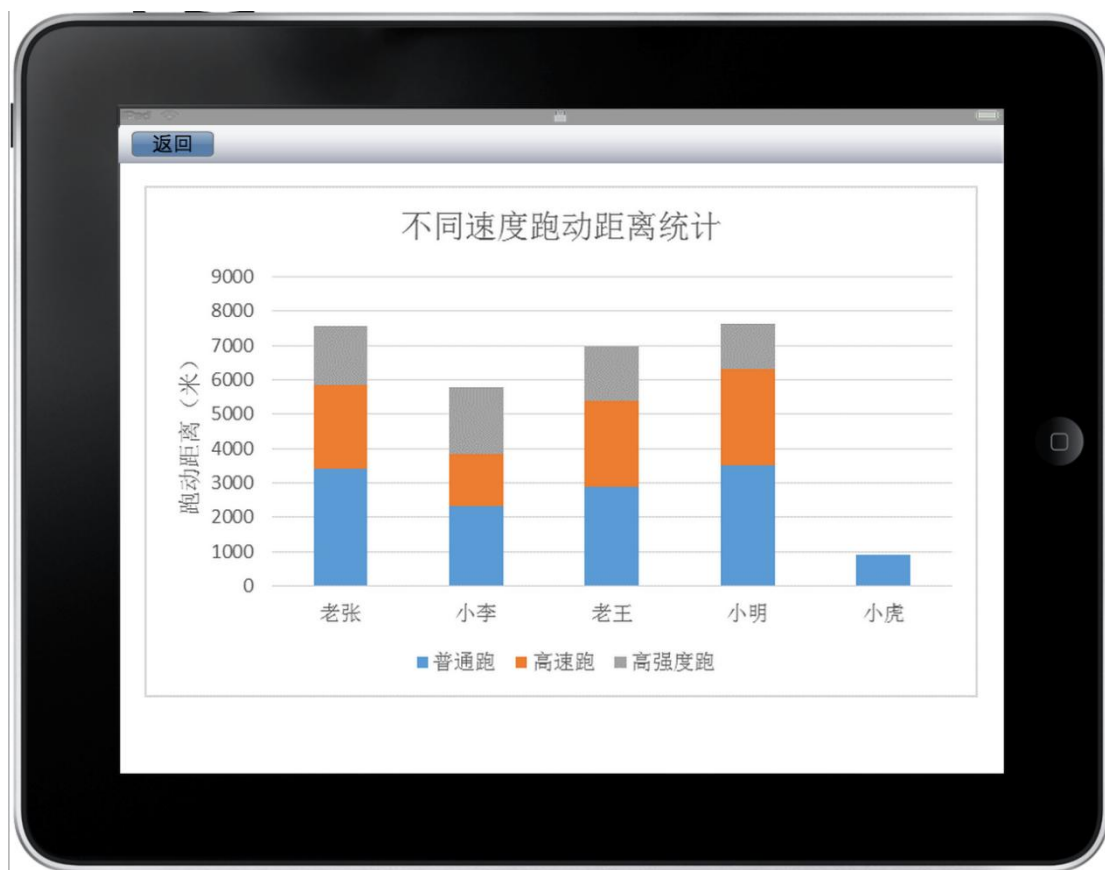 iPad
返回
不同速度跑动距离统计
跑动距离（米）
9000
8000
7000
6000
5000
4000
3000
2000
1000
0
老张 小李 老王 小明 小虎
普通跑 高速跑 高强度跑